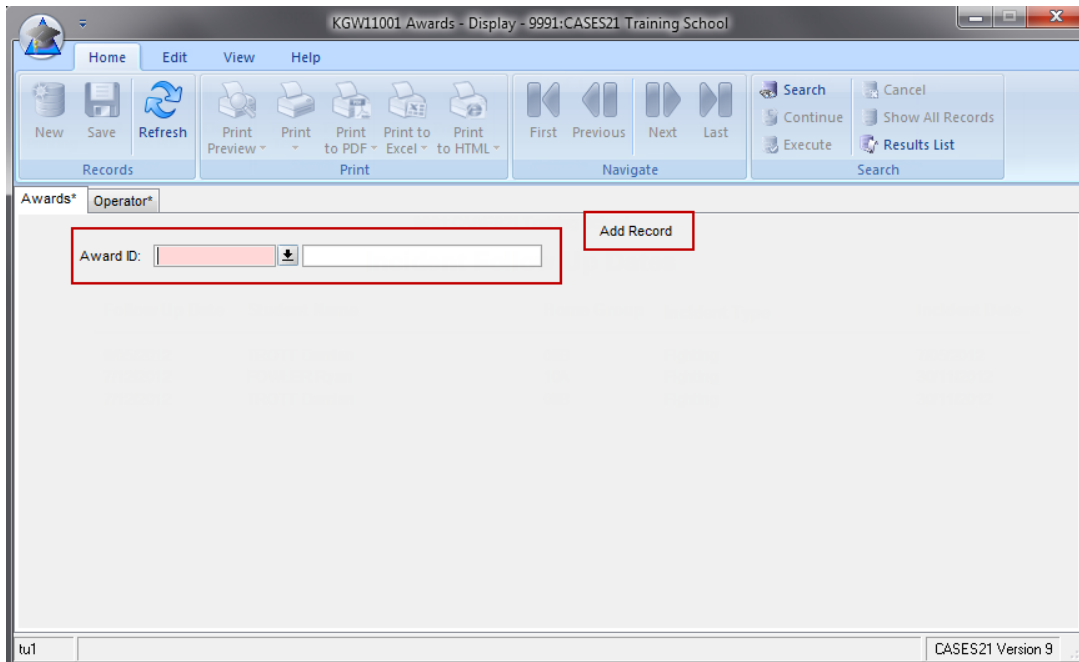 KGW11001 Awards - Display - 9991:CASES21 Training School
Home Edit View Help
New Save Refresh Print Preview Print Print to PDF Print to Excel Print to HTML First Previous Next Last Search Cancel
Continue Show All Records
Execute Results List
Records Print Navigate Search
Awards* Operator*
Add Record
Award ID:
tu1 CASES21 Version 9